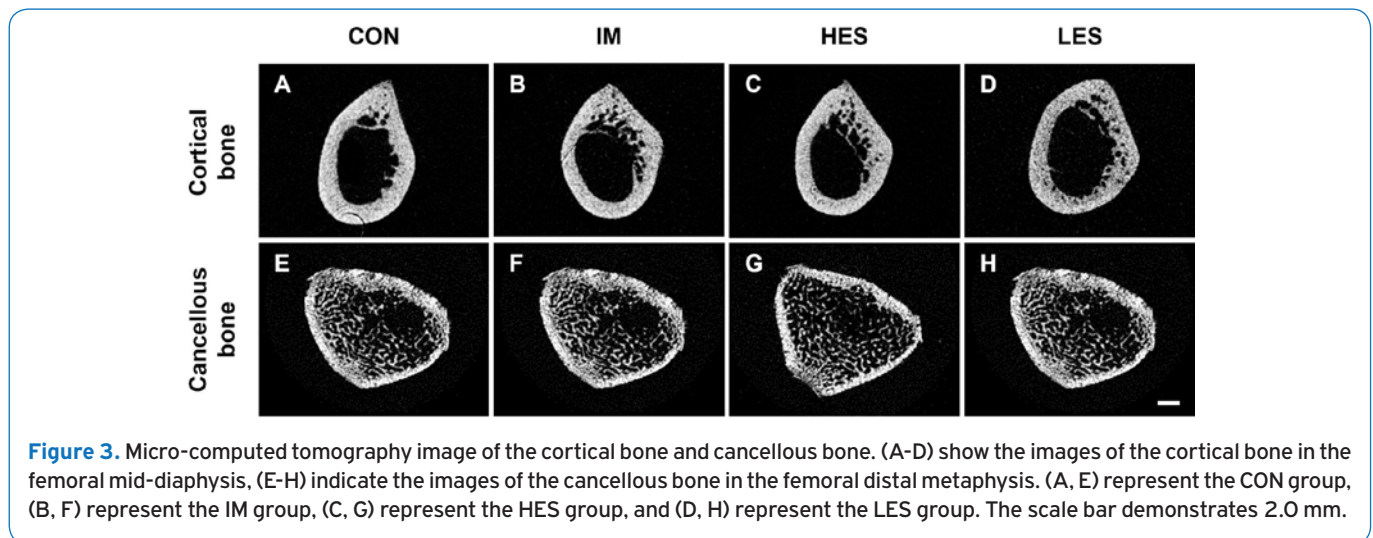 CON IM HES LES
Cortical
bone
A B C D
Cancellous
bone
E F G H
Figure 3. Micro-computed tomography image of the cortical bone and cancellous bone. (A-D) show the images of the cortical bone in the
femoral mid-diaphysis, (E-H) indicate the images of the cancellous bone in the femoral distal metaphysis. (A, E) represent the CON group,
(B, F) represent the IM group, (C, G) represent the HES group, and (D, H) represent the LES group. The scale bar demonstrates 2.0 mm.